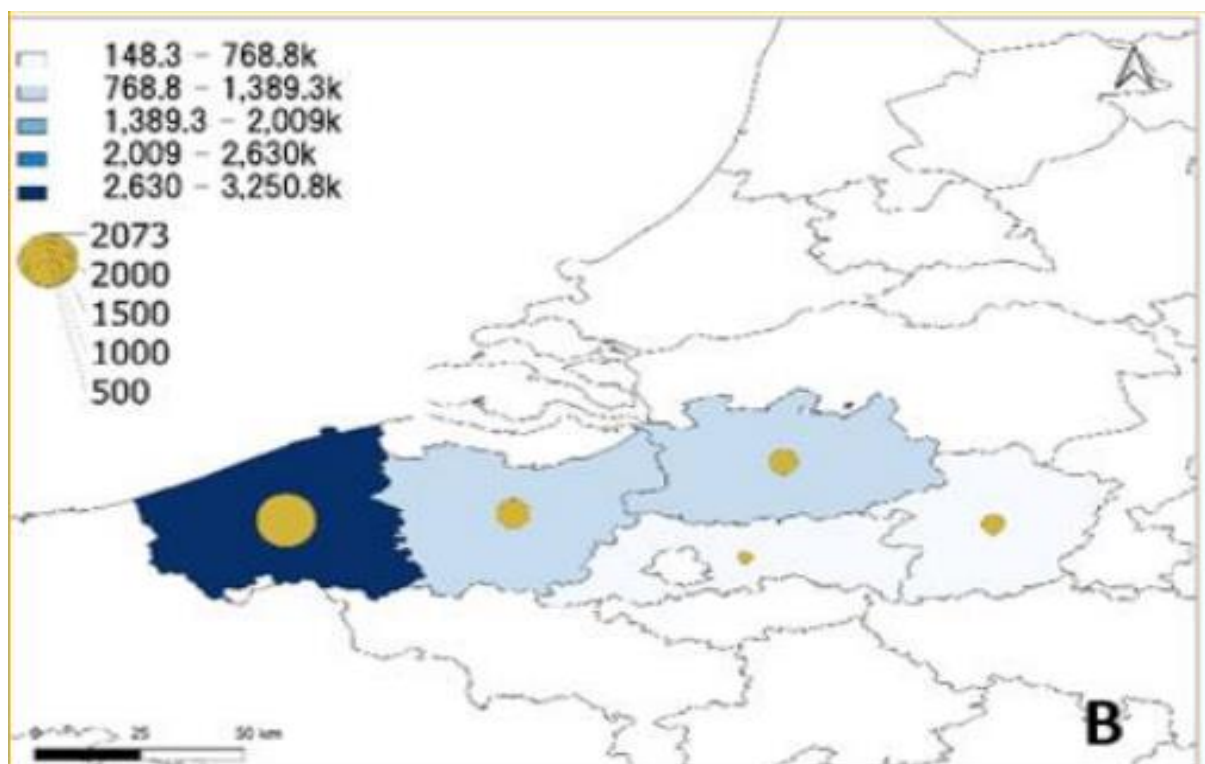 148.3 – 768.8k
768.8 – 1,389.3k
1,389.3 – 2,009k
2,009 – 2,630k
2,630 – 3,250.8k
2073
2000
1500
1000
500
0 25 50 km
B